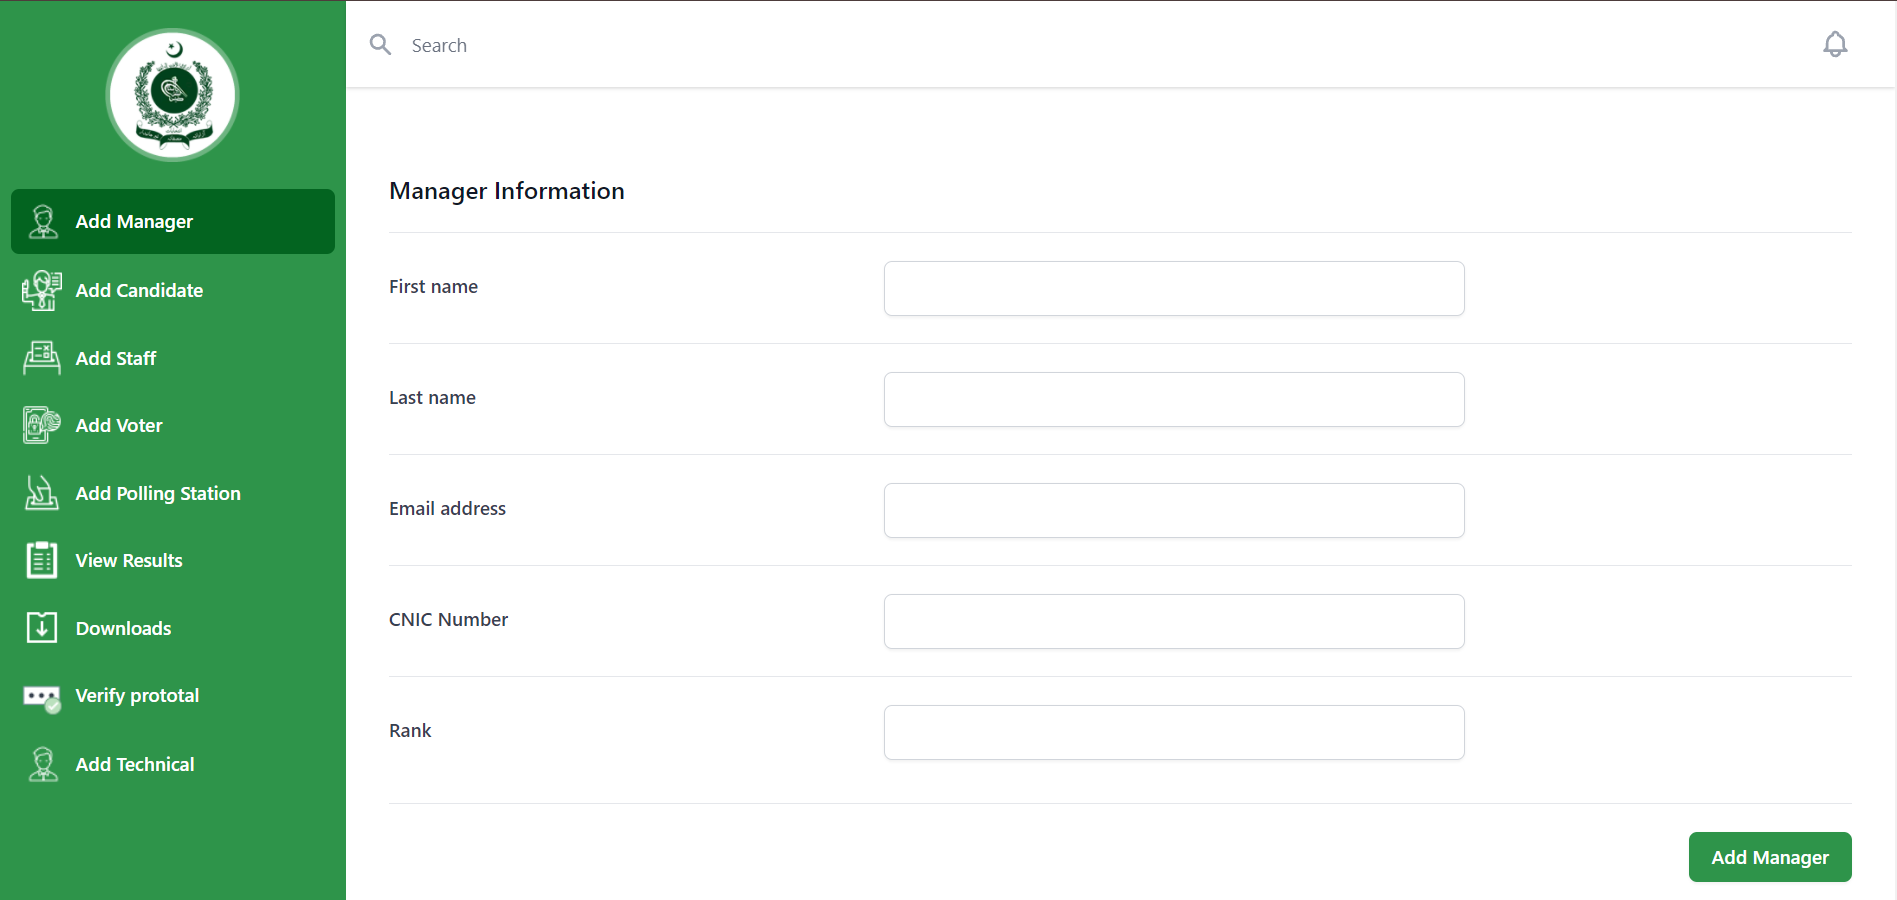 Search
Add Manager
Add Candidate
Add Staff
Add Voter
Add Polling Station
View Results
Downloads
Verify prototal
Add Technical
Manager Information
First name
Last name
Email address
CNIC Number
Rank
Add Manager